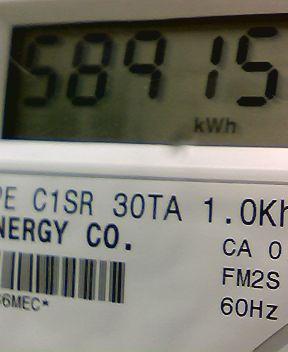 58915
kWh
PE C1SR 30TA 1.0Kh
NERGY CO.
CA 0
FM2S
60Hz
6MEC*